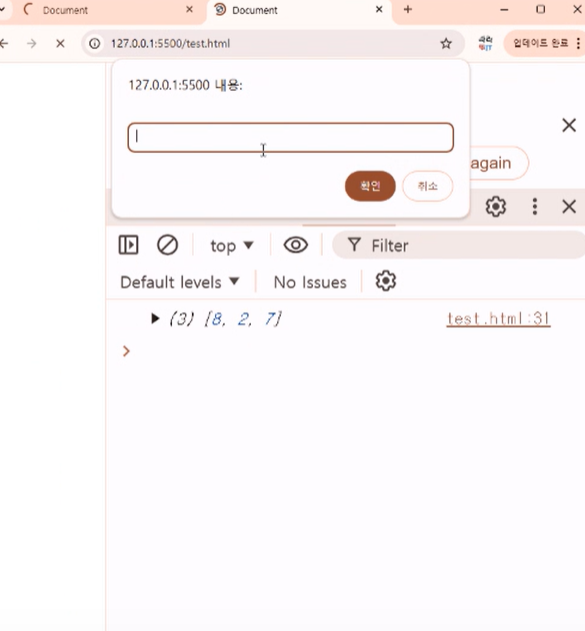 Document
Document
127.0.0.1:5500/test.html
업데이트 완료
127.0.0.1:5500 내용:
확인
취소
again
top
Filter
Default levels
No Issues
(3) [8, 2, 7]
test.html:31